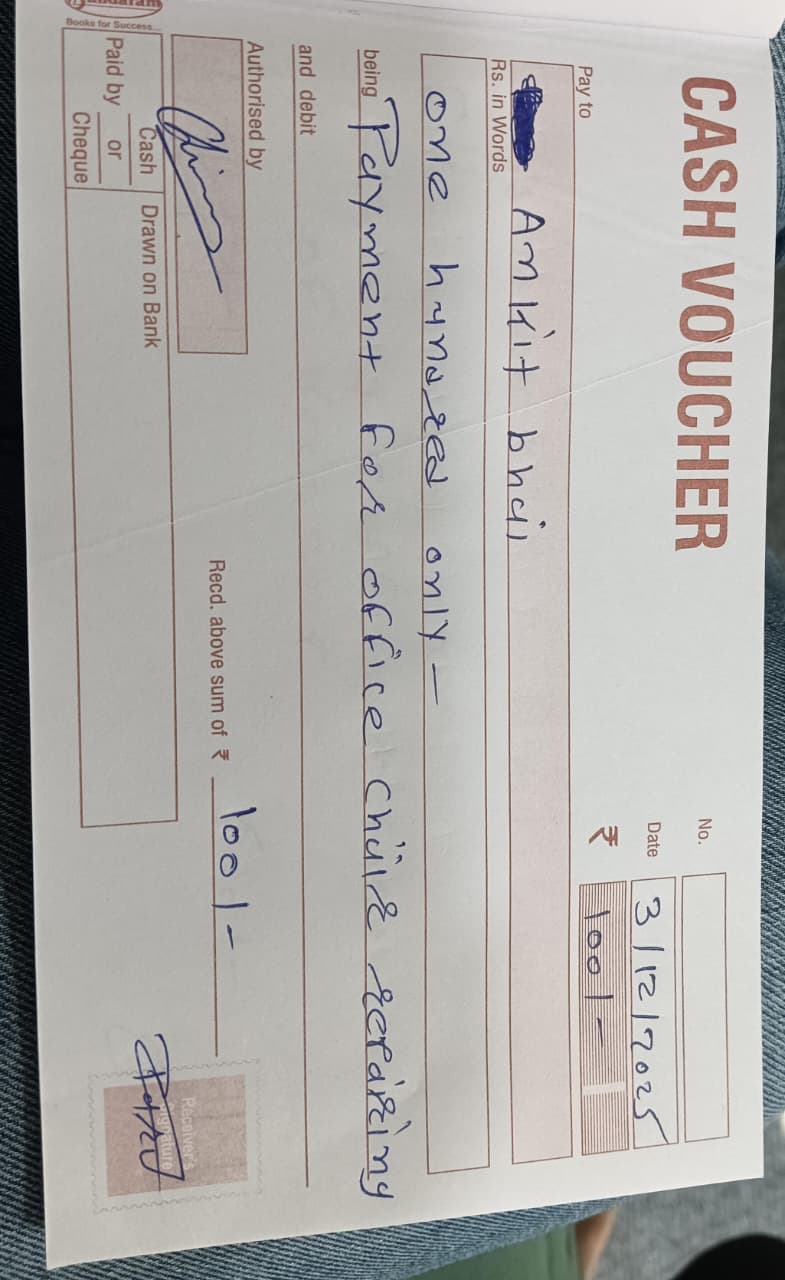 CASH VOUCHER
No.
Date 3/12/2025
₹ 100/-
Pay to
Ankit bhai
Rs. in Words
one hundred only -
being Payment for office chair repairing
and debit
Authorised by
Recd. above sum of ₹ 100/-
Receiver's
Signature
Paid by Cash or Cheque
Drawn on Bank
Books for Success...